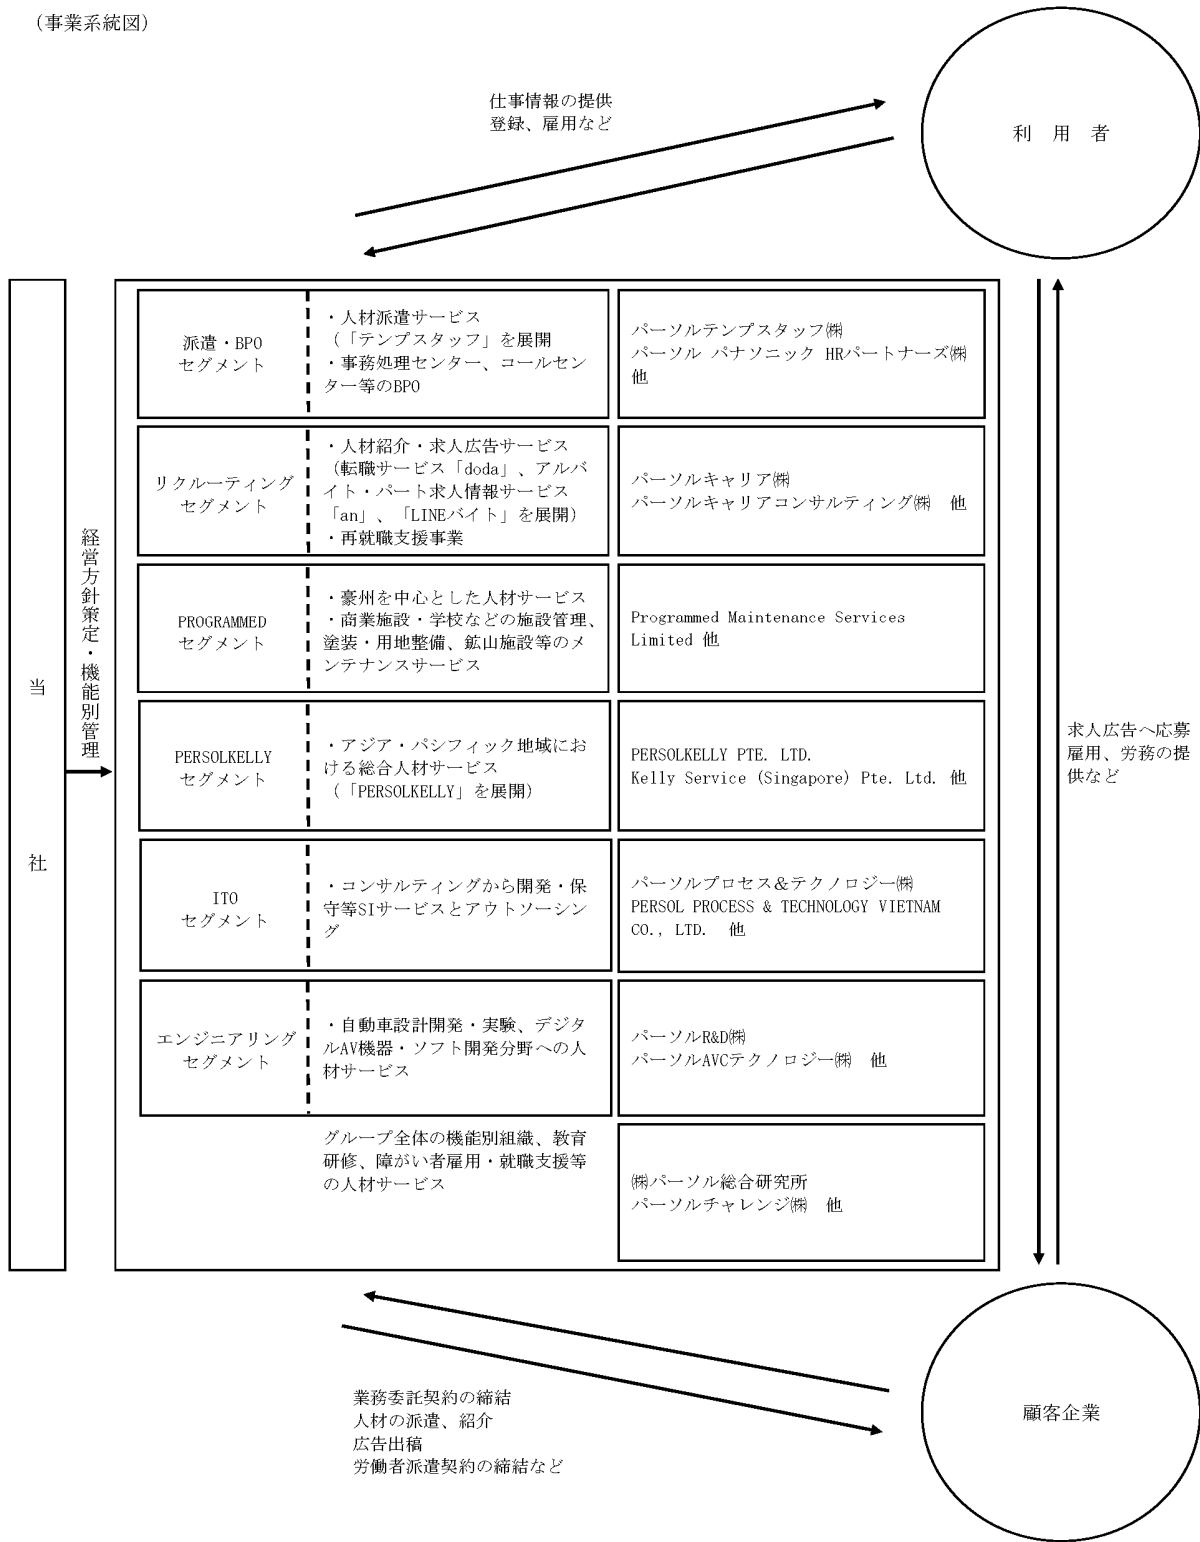 （事業系統図）
仕事情報の提供
登録、雇用など
利　用　者
当
社
経営方針策定・機能別管理
派遣・BPO
セグメント
・人材派遣サービス
（「テンプスタッフ」を展開
・事務処理センター、コールセン
ター等のBPO
パーソルテンプスタッフ㈱
パーソル パナソニック HRパートナーズ㈱
他
リクルーティング
セグメント
・人材紹介・求人広告サービス
（転職サービス「doda」、アルバ
イト・パート求人情報サービス
「an」、「LINEバイト」を展開）
・再就職支援事業
パーソルキャリア㈱
パーソルキャリアコンサルティング㈱　他
PROGRAMMED
セグメント
・豪州を中心とした人材サービス
・商業施設・学校などの施設管理、
塗装・用地整備、鉱山施設等のメ
ンテナンスサービス
Programmed Maintenance Services
Limited 他
PERSOLKELLY
セグメント
・アジア・パシフィック地域にお
ける総合人材サービス
（「PERSOLKELLY」を展開）
PERSOLKELLY PTE. LTD.
Kelly Service (Singapore) Pte. Ltd. 他
ITO
セグメント
・コンサルティングから開発・保
守等SIサービスとアウトソーシン
グ
パーソルプロセス＆テクノロジー㈱
PERSOL PROCESS & TECHNOLOGY VIETNAM
CO., LTD.　他
エンジニアリング
セグメント
・自動車設計開発・実験、デジタ
ルAV機器・ソフト開発分野への人
材サービス
パーソルR&D㈱
パーソルAVCテクノロジー㈱　他
グループ全体の機能別組織、教育
研修、障がい者雇用・就職支援等
の人材サービス
㈱パーソル総合研究所
パーソルチャレンジ㈱　他
求人広告へ応募
雇用、労務の提
供など
業務委託契約の締結
人材の派遣、紹介
広告出稿
労働者派遣契約の締結など
顧客企業